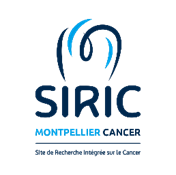 SIRIC
MONTPELLIER CANCER
Site de Recherche Intégrée sur le Cancer